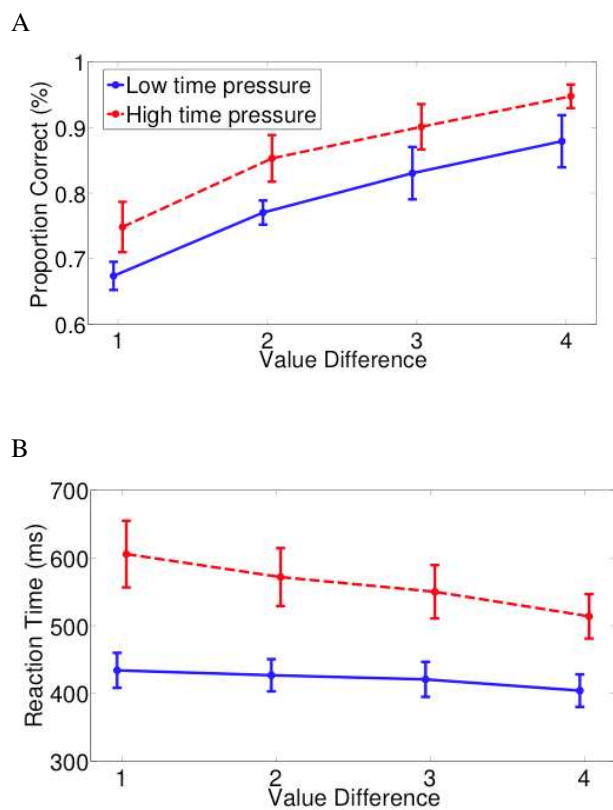 A
1
Low time pressure
High time pressure
0.9
0.8
0.7
0.6
Proportion Correct (%)
1 2 3 4
Value Difference
B
700
600
500
400
300
Reaction Time (ms)
1 2 3 4
Value Difference